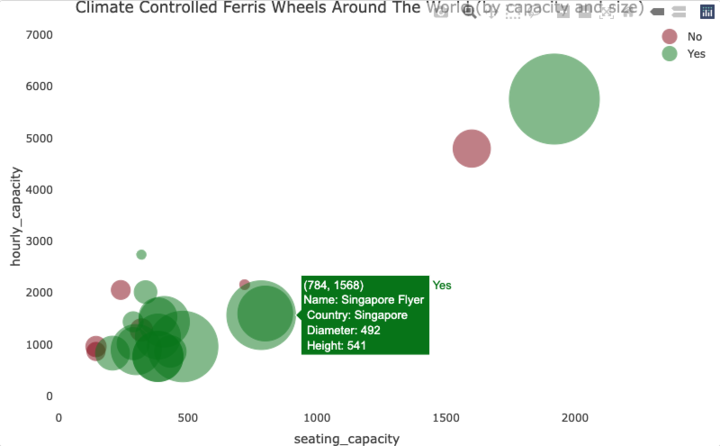 Climate Controlled Ferris Wheels Around The World (by capacity and size)
No
Yes
7000
6000
5000
4000
3000
2000
1000
0
hourly_capacity
(784, 1568)
Name: Singapore Flyer
Country: Singapore
Diameter: 492
Height: 541
Yes
0
500
1000
1500
2000
seating_capacity